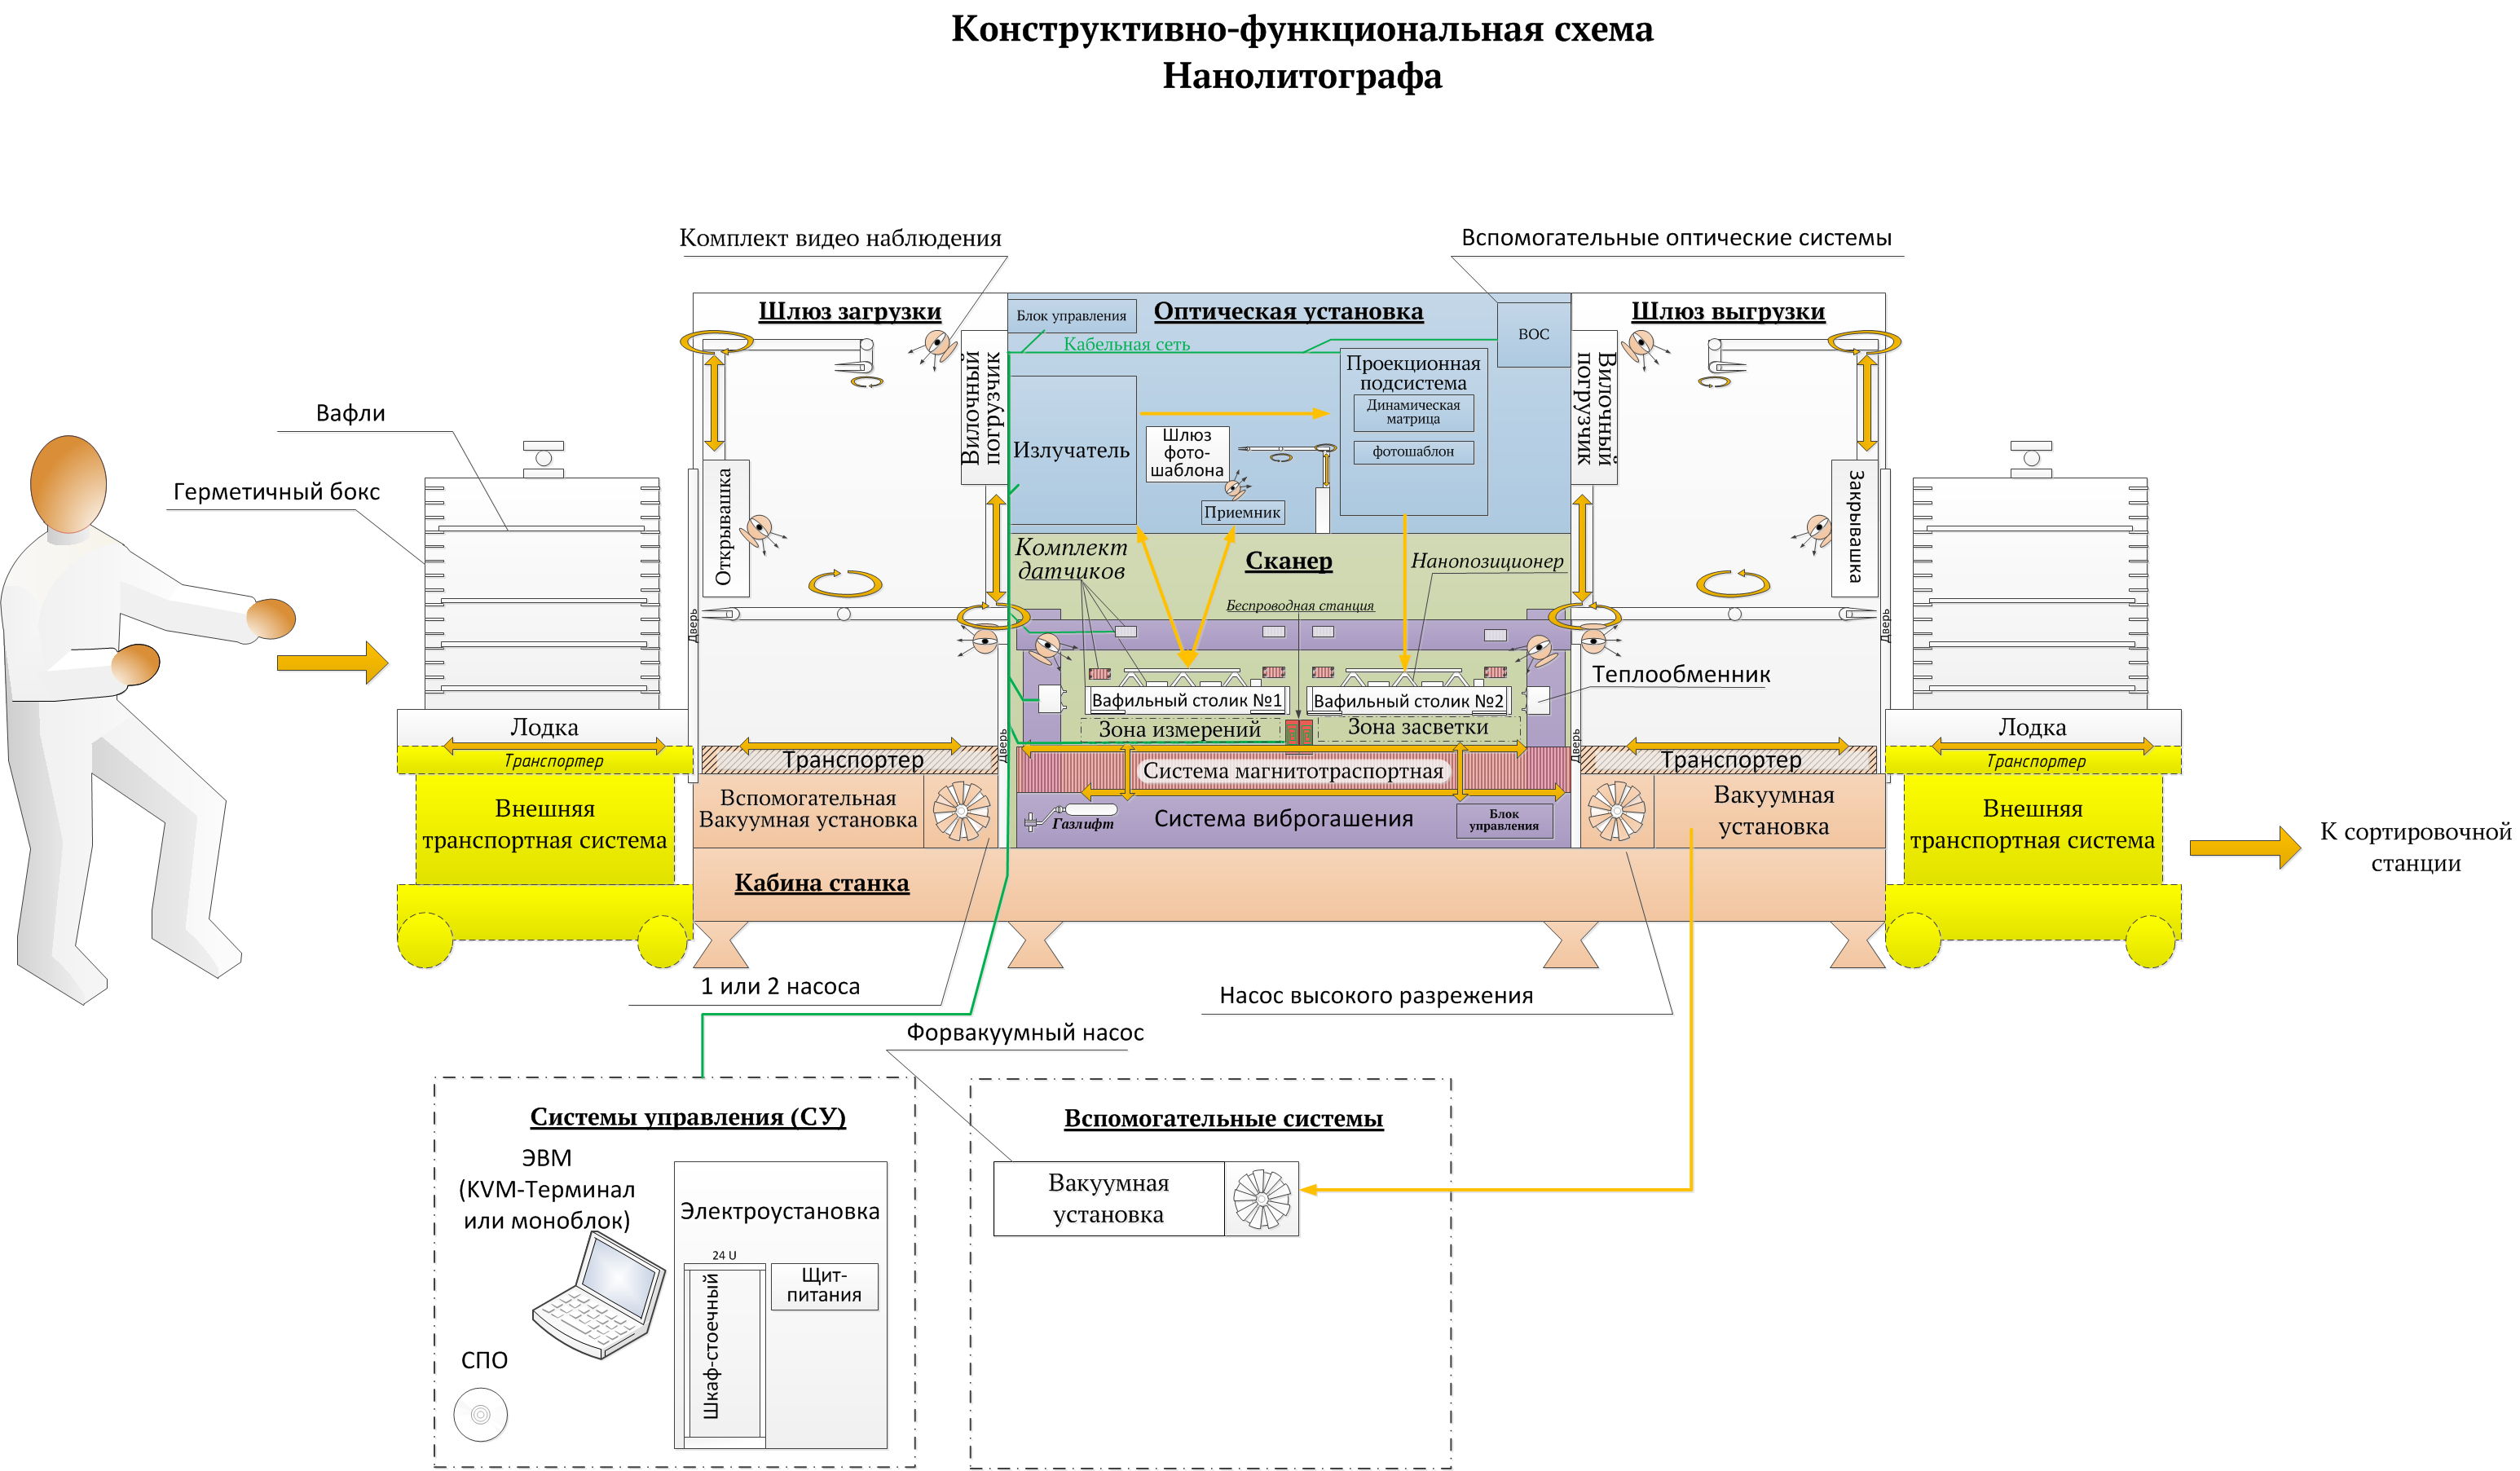 Конструктивно-функциональная схема
Нанолитографа
Комплект видео наблюдения
Вспомогательные оптические системы
Шлюз загрузки
Блок управления
Оптическая установка
ВОС
Шлюз выгрузки
Кабельная сеть
Вилочный
погрузчик
Проекционная
подсистема
Динамическая
матрица
фотошаблон
Вилочный
погрузчик
Вафли
Излучатель
Шлюз
фото-
шаблона
Приемник
Герметичный бокс
Открывашка
Закрывашка
Комплект
датчиков
Сканер
Нанопозиционер
Беспроводная станция
Дверь
Дверь
Теплообменник
Вафильный столик №1
Вафильный столик №2
Зона измерений
Зона засветки
Лодка
Лодка
Дверь
Дверь
Транспортер
Транспортер
Транспортер
Транспортер
Система магнитотраспортная
Внешняя
транспортная система
Вспомогательная
Вакуумная установка
Газлифт
Система виброгашения
Блок
управления
Вакуумная
установка
Внешняя
транспортная система
К сортировочной
станции
Кабина станка
1 или 2 насоса
Насос высокого разрежения
Форвакуумный насос
Системы управления (СУ)
ЭВМ
(KVM-Терминал
или моноблок)
Электроустановка
24 U
Шкаф-стоечный
Щит-
питания
СПО
Вспомогательные системы
Вакуумная
установка